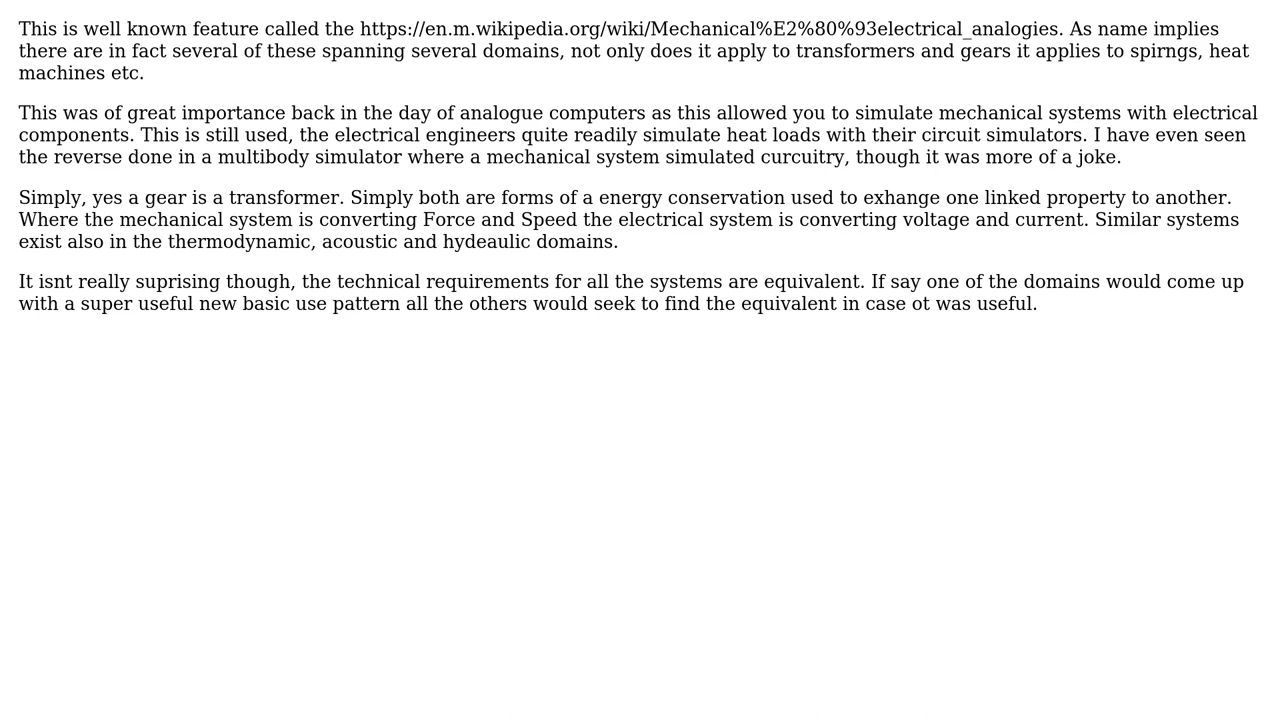 This is well known feature called the https://en.m.wikipedia.org/wiki/Mechanical%E2%80%93electrical_analogies. As name implies
there are in fact several of these spanning several domains, not only does it apply to transformers and gears it applies to spirngs, heat
machines etc.
This was of great importance back in the day of analogue computers as this allowed you to simulate mechanical systems with electrical
components. This is still used, the electrical engineers quite readily simulate heat loads with their circuit simulators. I have even seen
the reverse done in a multibody simulator where a mechanical system simulated curcuitry, though it was more of a joke.
Simply, yes a gear is a transformer. Simply both are forms of a energy conservation used to exhange one linked property to another.
Where the mechanical system is converting Force and Speed the electrical system is converting voltage and current. Similar systems
exist also in the thermodynamic, acoustic and hydeaulic domains.
It isnt really suprising though, the technical requirements for all the systems are equivalent. If say one of the domains would come up
with a super useful new basic use pattern all the others would seek to find the equivalent in case ot was useful.